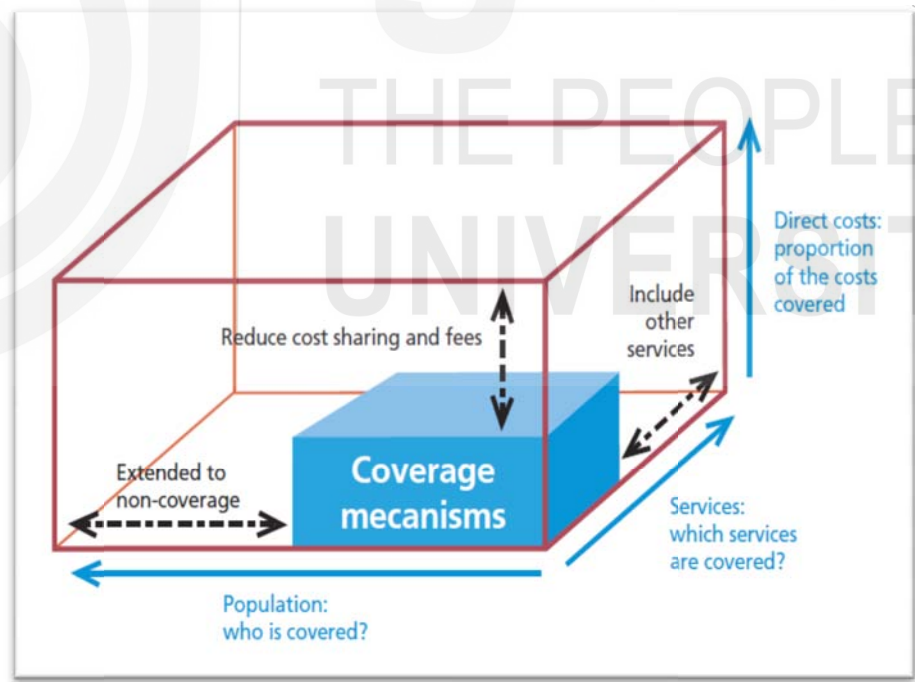 THE PEOPLE
UNIVERSIT
Direct costs:
proportion
of the costs
covered
Include
other
services
Reduce cost sharing and fees
Extended to
non-coverage
Coverage
mecanisms
Services:
which services
are covered?
Population:
who is covered?